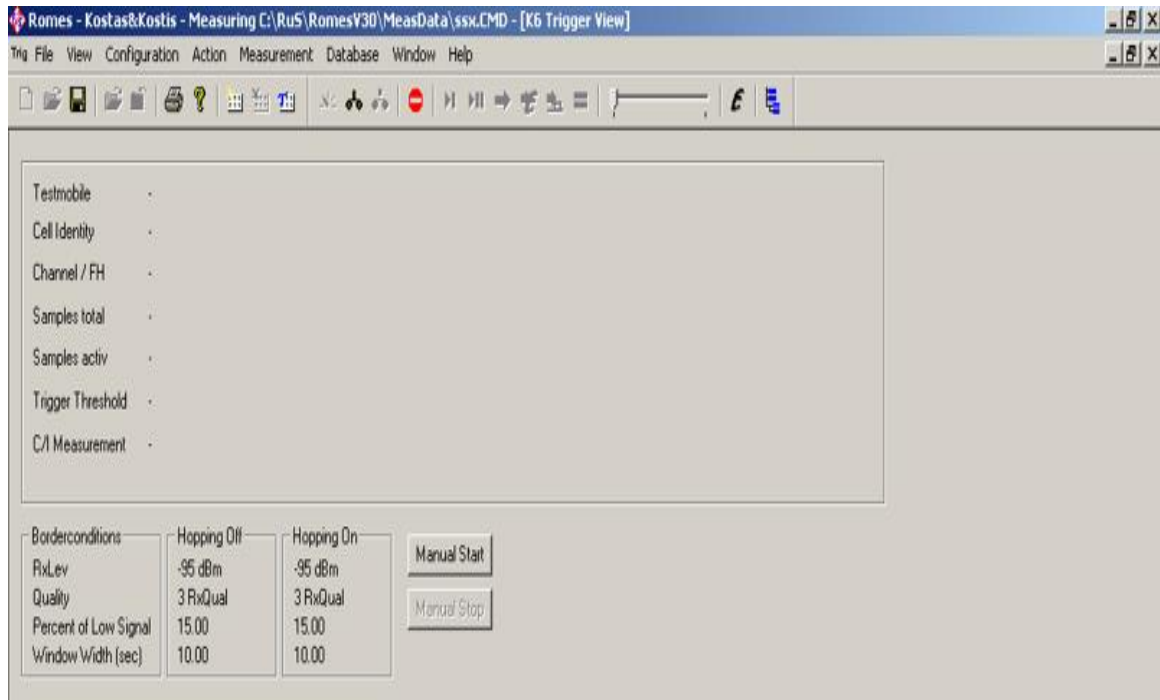 Romes - Kostas&Kostis - Measuring C:\RuS\RomesV30\MeasData\ssx.CMD - [K6 Trigger View]
Trig File View Configuration Action Measurement Database Window Help
Testmobile -
Cell Identity -
Channel / FH -
Samples total -
Samples activ -
Trigger Threshold -
C/I Measurement -
Borderconditions Hopping Off Hopping On
RxLev -95 dBm -95 dBm
Quality 3 RxQual 3 RxQual
Percent of Low Signal 15.00 15.00
Window Width (sec) 10.00 10.00
Manual Start
Manual Stop